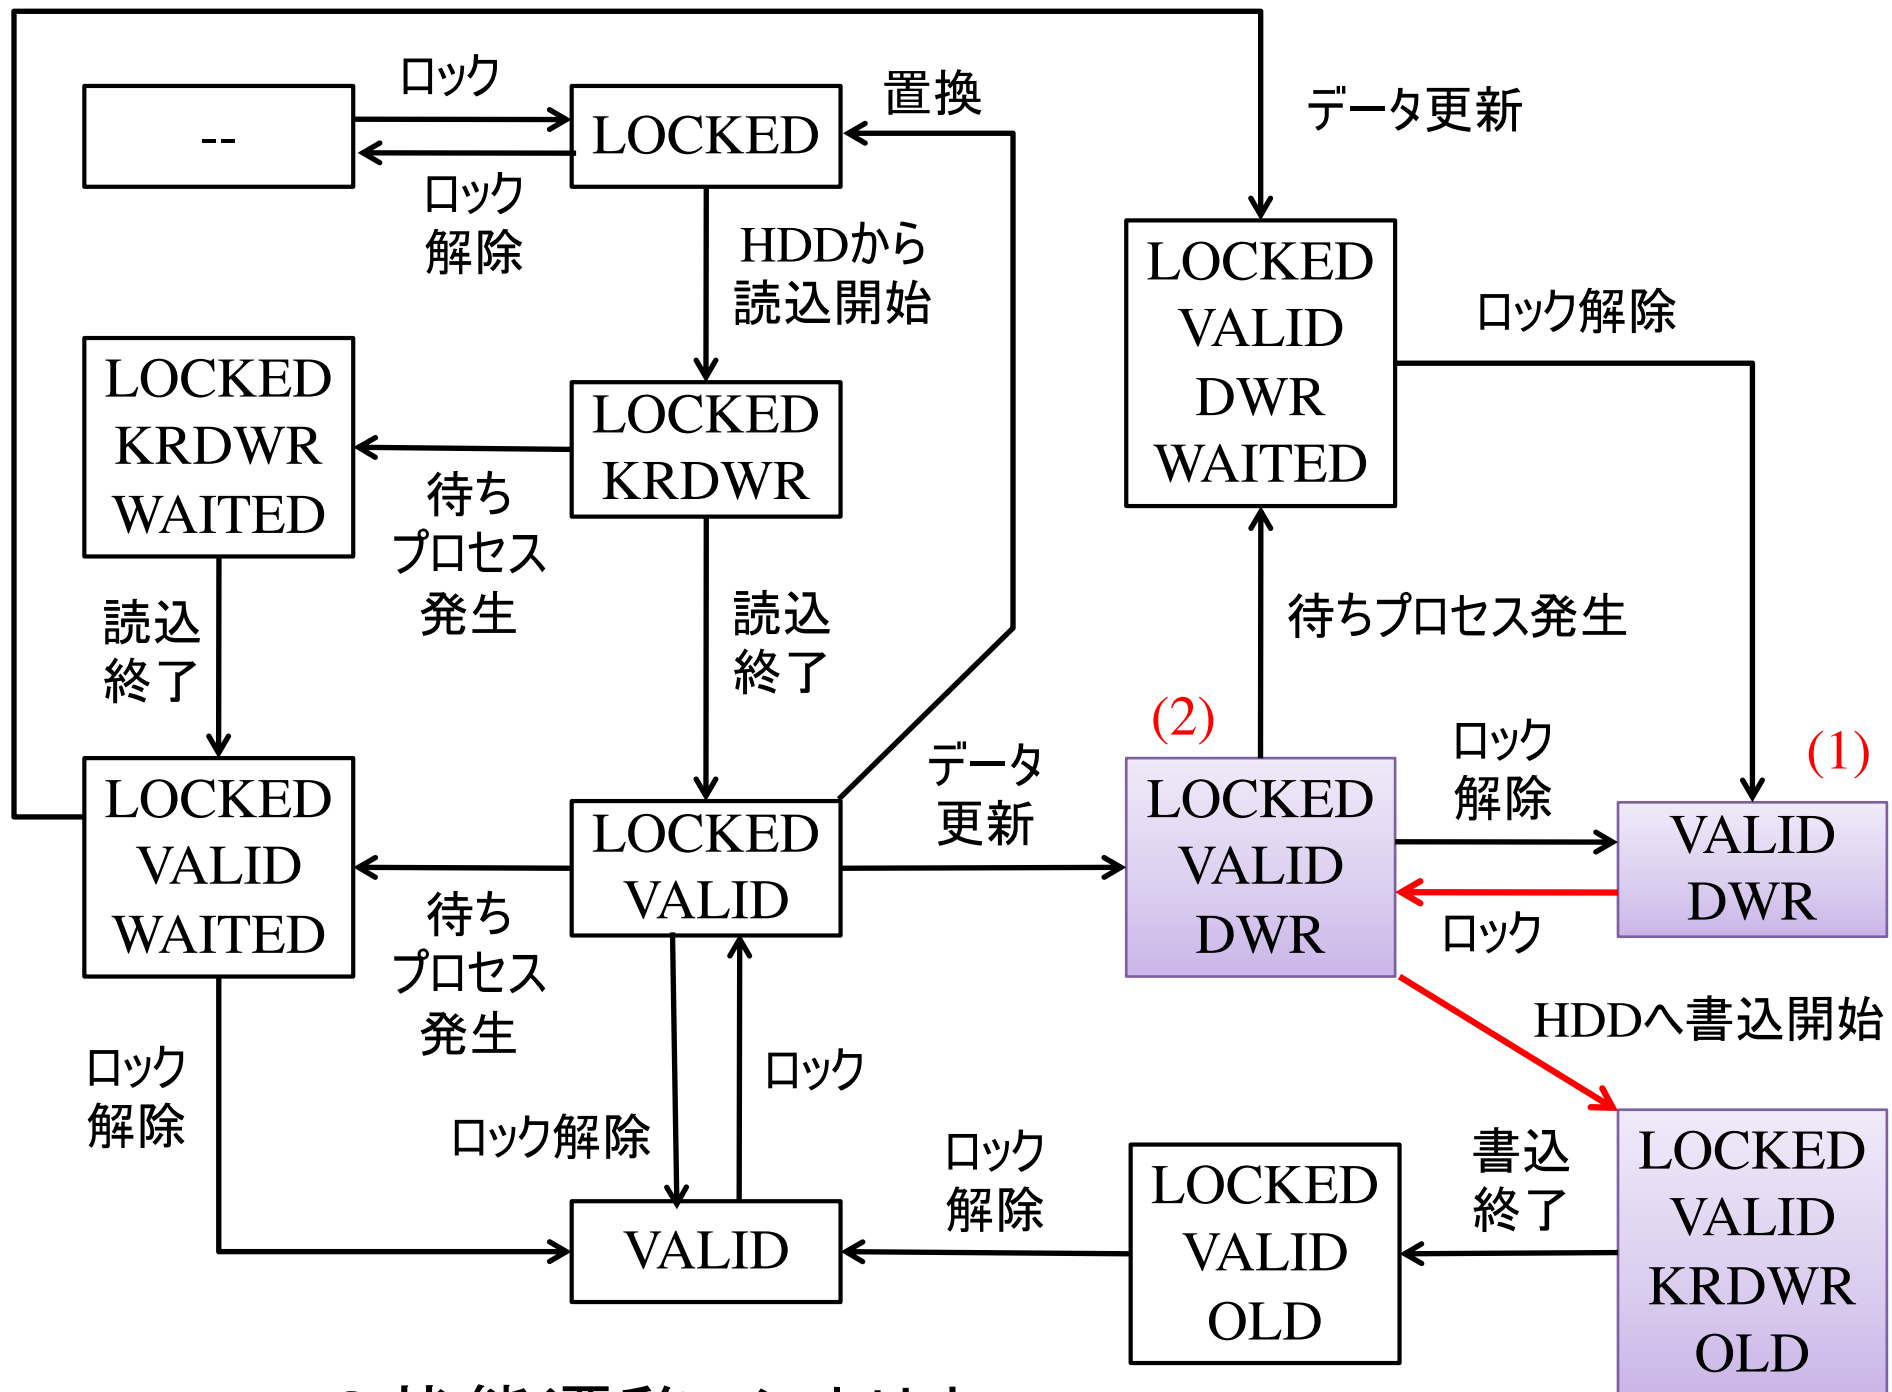 ロック
置換
データ更新
--
LOCKED
ロック
解除
HDDから
読込開始
LOCKED
VALID
DWR
WAITED
ロック解除
LOCKED
KRDWR
WAITED
LOCKED
KRDWR
待ち
プロセス
発生
読込
終了
読込
終了
待ちプロセス発生
(2)
(1)
データ
更新
ロック
解除
LOCKED
VALID
WAITED
LOCKED
VALID
LOCKED
VALID
DWR
VALID
DWR
ロック
待ち
プロセス
発生
HDDへ書込開始
ロック
解除
ロック
ロック解除
ロック
解除
書込
終了
LOCKED
VALID
KRDWR
OLD
VALID
LOCKED
VALID
OLD